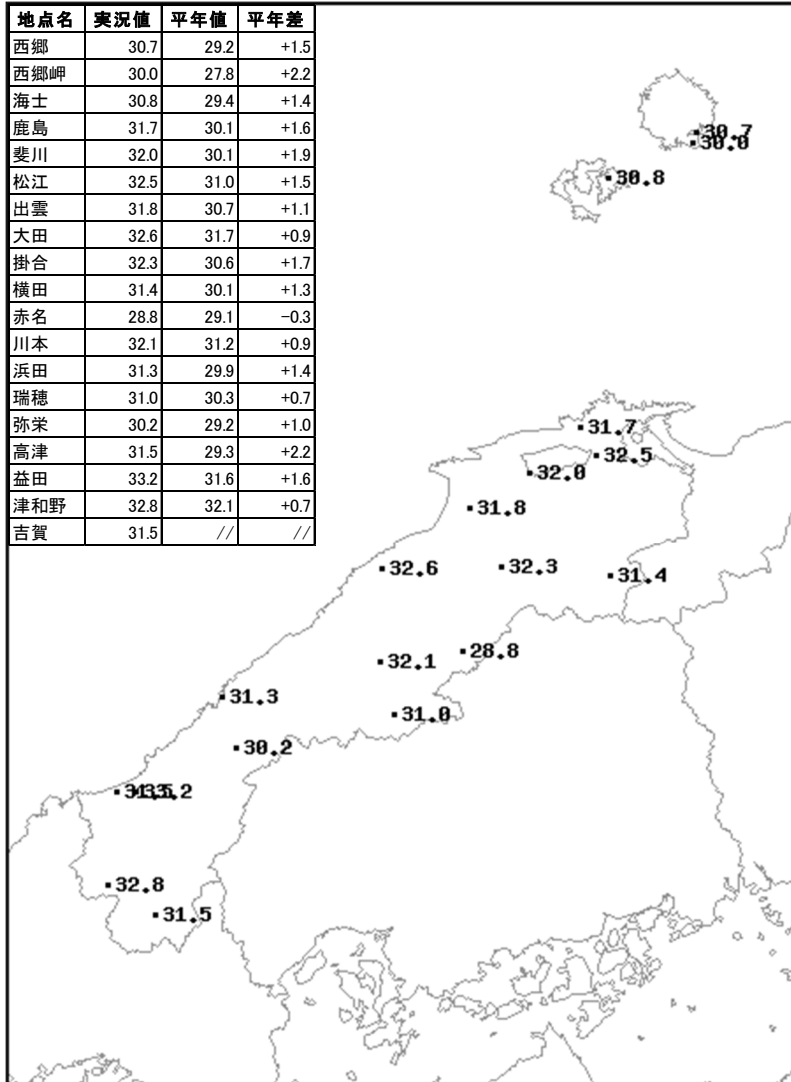 地点名 実況値 平年値 平年差
西郷 30.7 29.2 +1.5
西郷岬 30.0 27.8 +2.2
海士 30.8 29.4 +1.4
鹿島 31.7 30.1 +1.6
斐川 32.0 30.1 +1.9
松江 32.5 31.0 +1.5
出雲 31.8 30.7 +1.1
大田 32.6 31.7 +0.9
掛合 32.3 30.6 +1.7
横田 31.4 30.1 +1.3
赤名 28.8 29.1 −0.3
川本 32.1 31.2 +0.9
浜田 31.3 29.9 +1.4
瑞穂 31.0 30.3 +0.7
弥栄 30.2 29.2 +1.0
高津 31.5 29.3 +2.2
益田 33.2 31.6 +1.6
津和野 32.8 32.1 +0.7
吉賀 31.5 // //
30.7
30.0
30.8
31.7
32.5
32.0
31.8
32.6
32.3
31.4
28.8
32.1
31.3
31.0
30.2
31.5
33.2
32.8
31.5